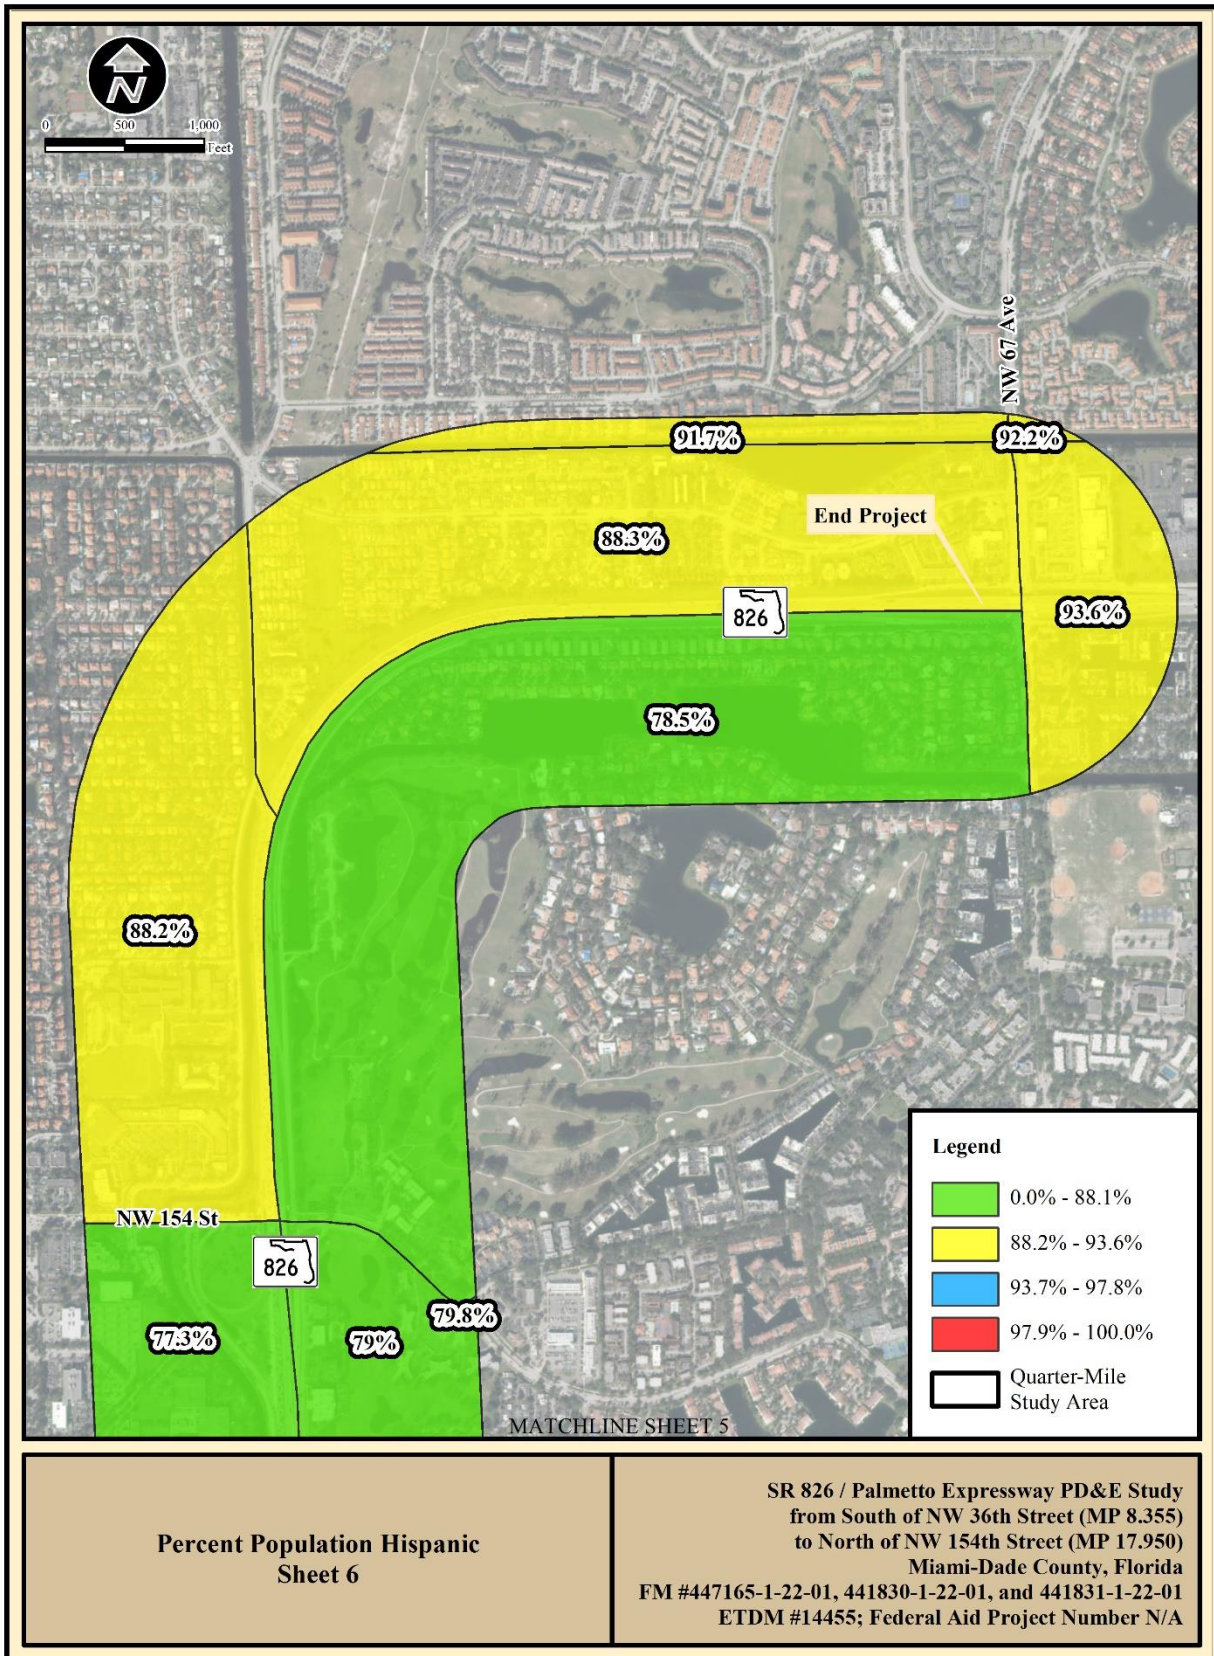 N
0 500 1,000
Feet
NW 67 Ave
91.7%
92.2%
End Project
88.3%
826
93.6%
78.5%
88.2%
NW 154 St
826
79.8%
77.3%
79%
MATCHLINE SHEET 5
Legend
0.0% - 88.1%
88.2% - 93.6%
93.7% - 97.8%
97.9% - 100.0%
Quarter-Mile
Study Area
Percent Population Hispanic
Sheet 6
SR 826 / Palmetto Expressway PD&E Study
from South of NW 36th Street (MP 8.355)
to North of NW 154th Street (MP 17.950)
Miami-Dade County, Florida
FM #447165-1-22-01, 441830-1-22-01, and 441831-1-22-01
ETDM #14455; Federal Aid Project Number N/A